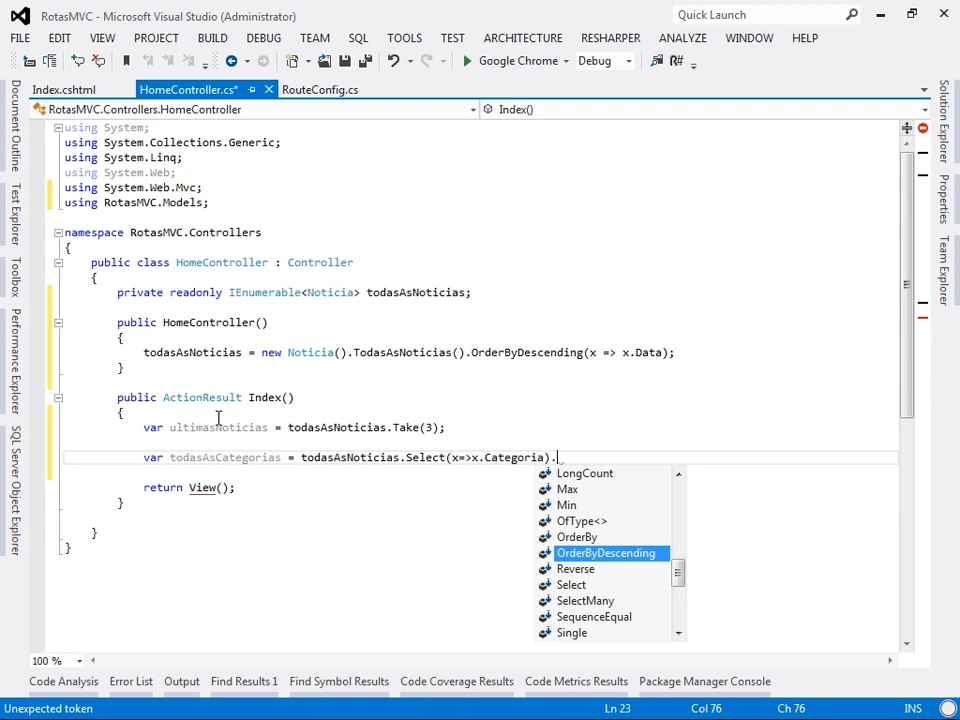 RotasMVC - Microsoft Visual Studio (Administrator)
Quick Launch
FILE EDIT VIEW PROJECT BUILD DEBUG TEAM SQL TOOLS TEST ARCHITECTURE RESHARPER ANALYZE WINDOW HELP
Google Chrome Debug R#
Index.cshtml HomeController.cs* RouteConfig.cs
RotasMVC.Controllers.HomeController Index()
using System;
using System.Collections.Generic;
using System.Linq;
using System.Web;
using System.Web.Mvc;
using RotasMVC.Models;
namespace RotasMVC.Controllers
{
public class HomeController : Controller
{
private readonly IEnumerable<Noticia> todasAsNoticias;
public HomeController()
{
todasAsNoticias = new Noticia().TodasAsNoticias().OrderByDescending(x => x.Data);
}
public ActionResult Index()
{
var ultimasNoticias = todasAsNoticias.Take(3);
var todasAsCategorias = todasAsNoticias.Select(x=>x.Categoria).
return View();
}
}
}
LongCount
Max
Min
OfType<>
OrderBy
OrderByDescending
Reverse
Select
SelectMany
SequenceEqual
Single
Document Outline
Test Explorer
Toolbox
Performance Explorer
SQL Server Object Explorer
Solution Explorer
Properties
Team Explorer
100 %
Code Analysis Error List Output Find Results 1 Find Symbol Results Code Coverage Results Code Metrics Results Package Manager Console
Unexpected token Ln 23 Col 76 Ch 76 INS